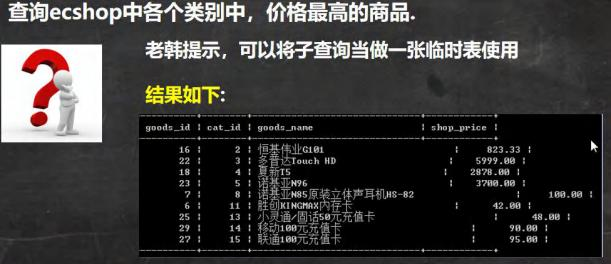 查询ecshop中各个类别中，价格最高的商品.
老韩提示，可以将子查询当做一张临时表使用
结果如下:
goods_id | cat_id | goods_name | shop_price |
16 | 2 | 恒基伟业G101 | 823.33 |
22 | 3 | 多普达Touch HD | 5999.00 |
18 | 4 | 夏新T5 | 2878.00 |
23 | 5 | 诺基亚N96 | 3700.00 |
7 | 8 | 诺基亚N85原装立体声耳机HS-82 | 100.00 |
6 | 11 | 胜创KINGMAX内存卡 | 42.00 |
25 | 13 | 小灵通/固话50元充值卡 | 48.00 |
29 | 14 | 移动100元充值卡 | 90.00 |
27 | 15 | 联通100元充值卡 | 95.00 |